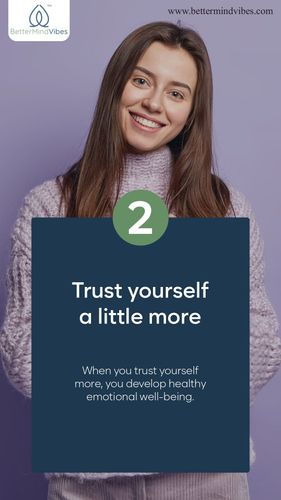 www.bettermindvibes.com
BetterMindVibes
2
Trust yourself
a little more
When you trust yourself
more, you develop healthy
emotional well-being.